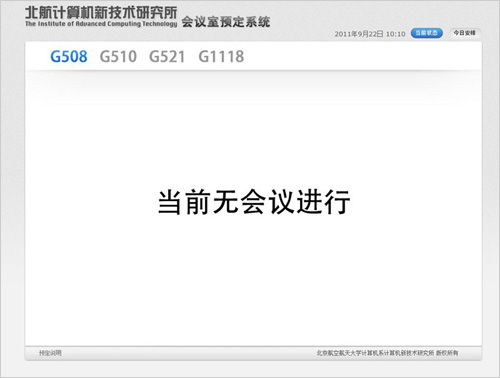 北航计算机新技术研究所 会议室预定系统
The Institute of Advanced Computing Technology
2011年9月22日 10:10 当前状态 今日安排
G508 G510 G521 G1118
当前无会议进行
预定说明 北京航空航天大学计算机系计算机新技术研究所 版权所有